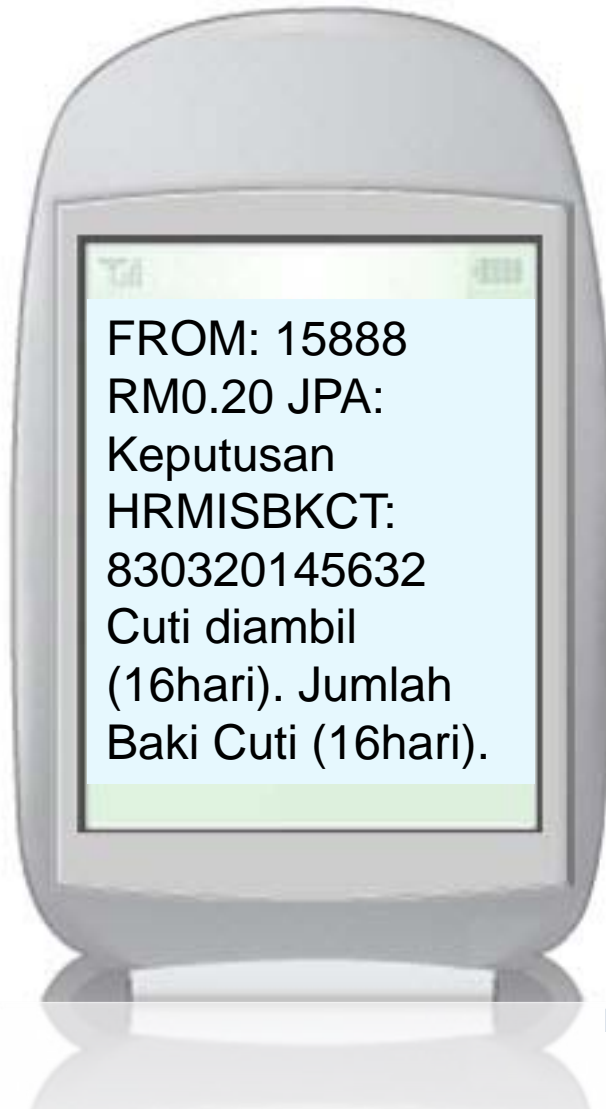 FROM: 15888
RM0.20 JPA:
Keputusan
HRMISBKCT:
830320145632
Cuti diambil
(16hari). Jumlah
Baki Cuti (16hari).